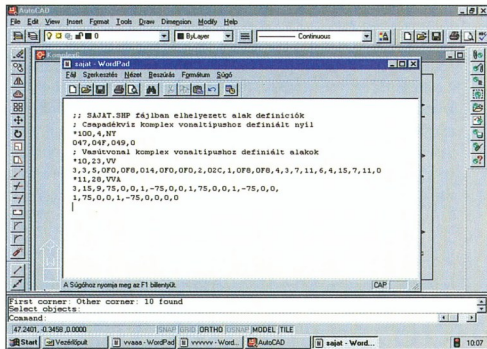 AutoCAD
File Edit View Insert Format Tools Draw Dimension Modify Help
0 ByLayer Continuous
sajat - WordPad
Fájl Szerkesztés Nézet Beszúrás Formátum Súgó
;; SAJAT.SHP fájlban elhelyezett alak definíciók
; Csapadékvíz komplex vonaltípushoz definiált nyíl
*100,4,NY
047,04F,049,0
; Vasútvonal komplex vonaltípushoz definiált alakok
*10,23,VV
3,3,5,0F0,0F8,014,0F0,0F0,2,02C,1,0F8,0F8,4,3,7,11,6,4,15,7,11,0
*11,28,VVA
3,15,9,75,0,0,1,-75,0,0,1,75,0,0,1,-75,0,0,
1,75,0,0,1,-75,0,0,0,0
A Súgóhoz nyomja meg az F1 billentyűt.
CAP
First corner: Other corner: 10 found
Select objects:
Command:
47.2401, -0.3459 ,0.0000 SNAP GRID ORTHO OSNAP MODEL TILE
Start Vezérlőpult vvaaa - WordPad vvvvvv - Word... AutoCAD sajat - Word... 10:07